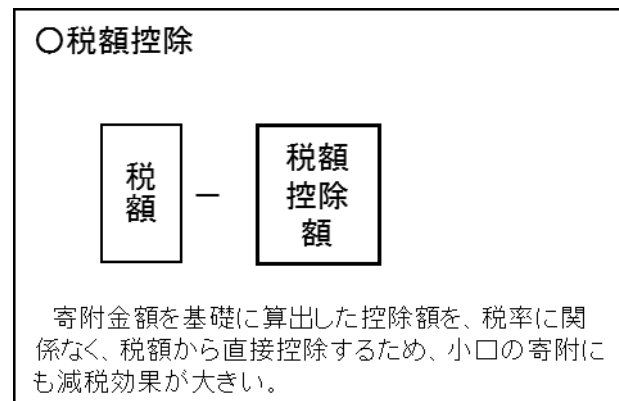 〇税額控除
税額
－
税額
控除
額
寄附金額を基礎に算出した控除額を、税率に関
係なく、税額から直接控除するため、小口の寄附に
も減税効果が大きい。